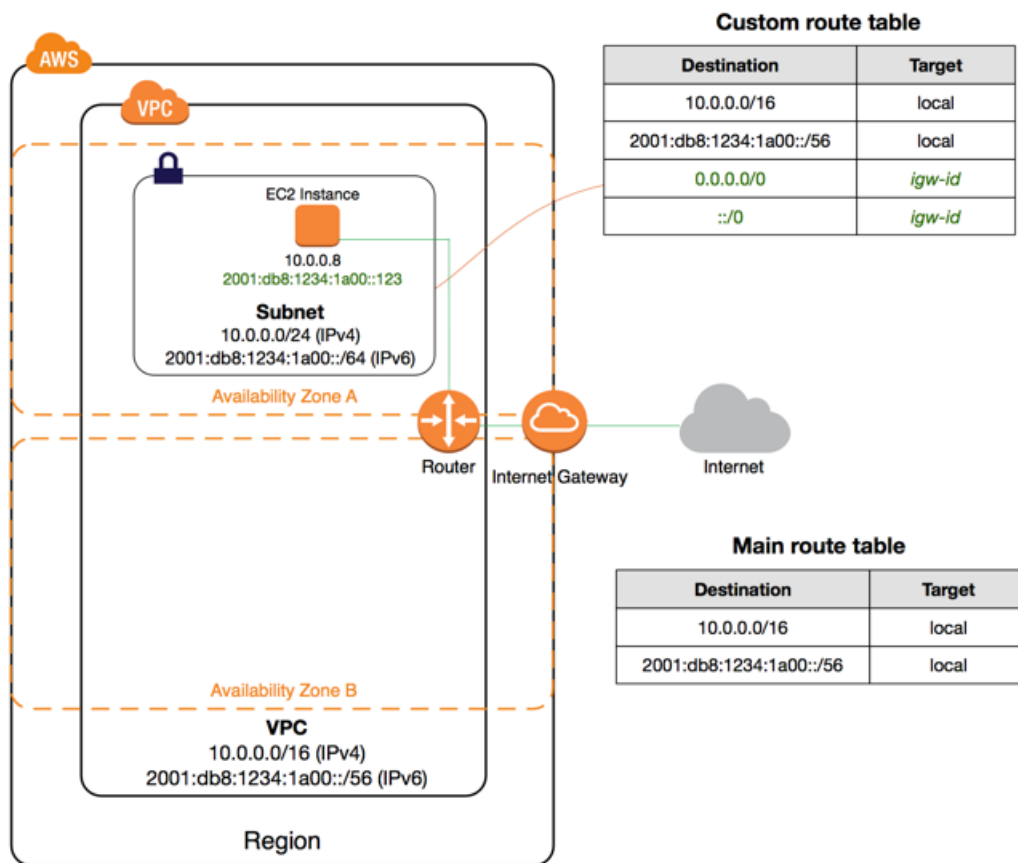 Custom route table
Destination Target
10.0.0.0/16 local
2001:db8:1234:1a00::/56 local
0.0.0.0/0 igw-id
::/0 igw-id
AWS
VPC
EC2 Instance
10.0.0.8
2001:db8:1234:1a00::123
Subnet
10.0.0.0/24 (IPv4)
2001:db8:1234:1a00::/64 (IPv6)
Availability Zone A
Router
Internet Gateway
Internet
Main route table
Destination Target
10.0.0.0/16 local
2001:db8:1234:1a00::/56 local
Availability Zone B
VPC
10.0.0.0/16 (IPv4)
2001:db8:1234:1a00::/56 (IPv6)
Region